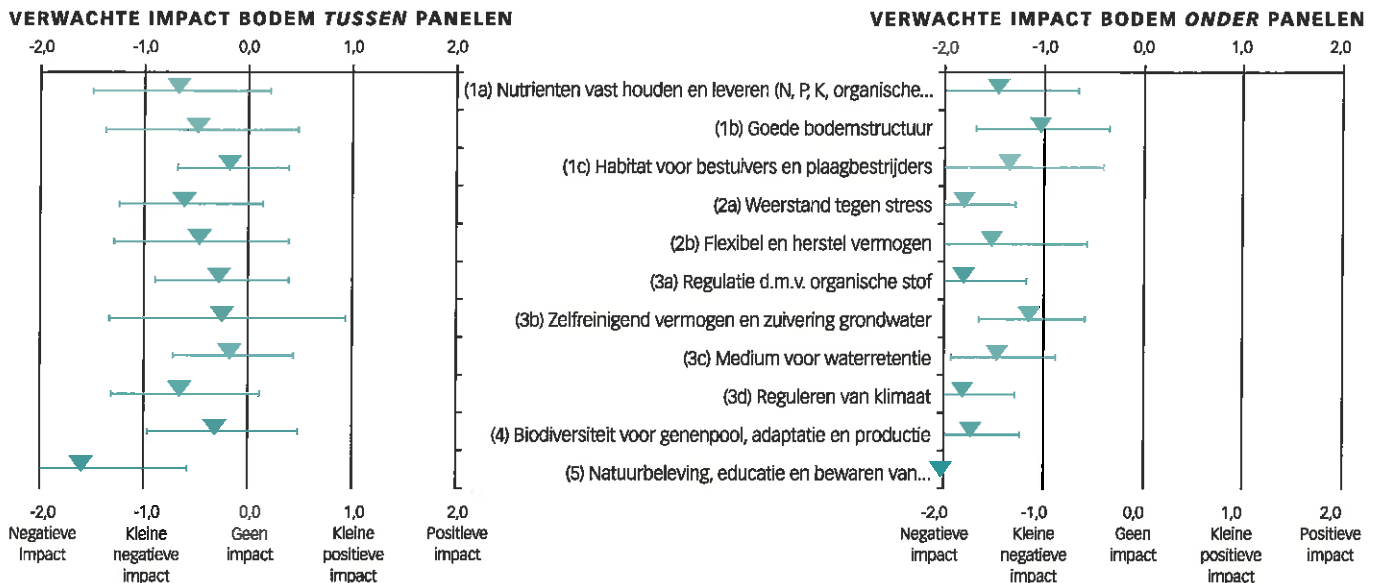 VERWACHTE IMPACT BODEM TUSSEN PANELEN
VERWACHTE IMPACT BODEM ONDER PANELEN
-2,0 -1,0 0,0 1,0 2,0
-2,0 -1,0 0,0 1,0 2,0
(1a) Nutrienten vast houden en leveren (N, P, K, organische...
(1b) Goede bodemstructuur
(1c) Habitat voor bestuivers en plaagbestrijders
(2a) Weerstand tegen stress
(2b) Flexibel en herstel vermogen
(3a) Regulatie d.m.v. organische stof
(3b) Zelfreinigend vermogen en zuivering grondwater
(3c) Medium voor waterretentie
(3d) Reguleren van klimaat
(4) Biodiversiteit voor genenpool, adaptatie en productie
(5) Natuurbeleving, educatie en bewaren van...
-2,0 -1,0 0,0 1,0 2,0
Negatieve Kleine Geen Kleine Positieve
Impact negatieve impact positieve impact
impact impact
-2,0 -1,0 0,0 1,0 2,0
Negatieve Kleine Geen Kleine Positieve
impact negatieve impact positieve impact
impact impact